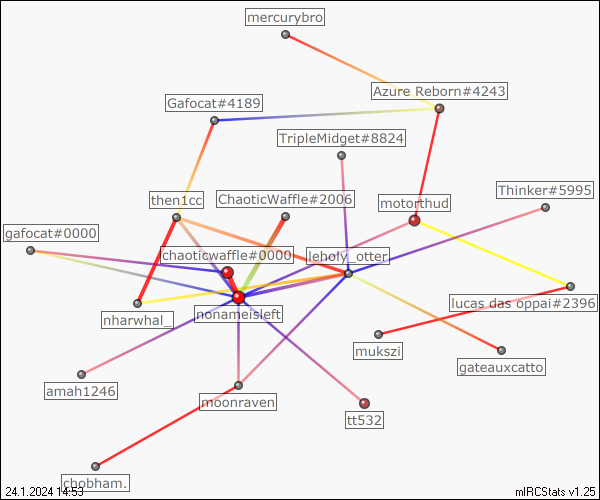 mercurybro
Azure Reborn#4243
Gafocat#4189
TripleMidget#8824
Thinker#5995
then1cc
ChaoticWaffle#2006
motorthud
gafocat#0000
chaoticwaffle#0000
leholy_otter
lucas das oppai#2396
nharwhal_
nonameisleft
mukszi
gateauxcatto
amah1246
moonraven
tt532
chobham.
24.1.2024 14:53
mIRCStats v1.25